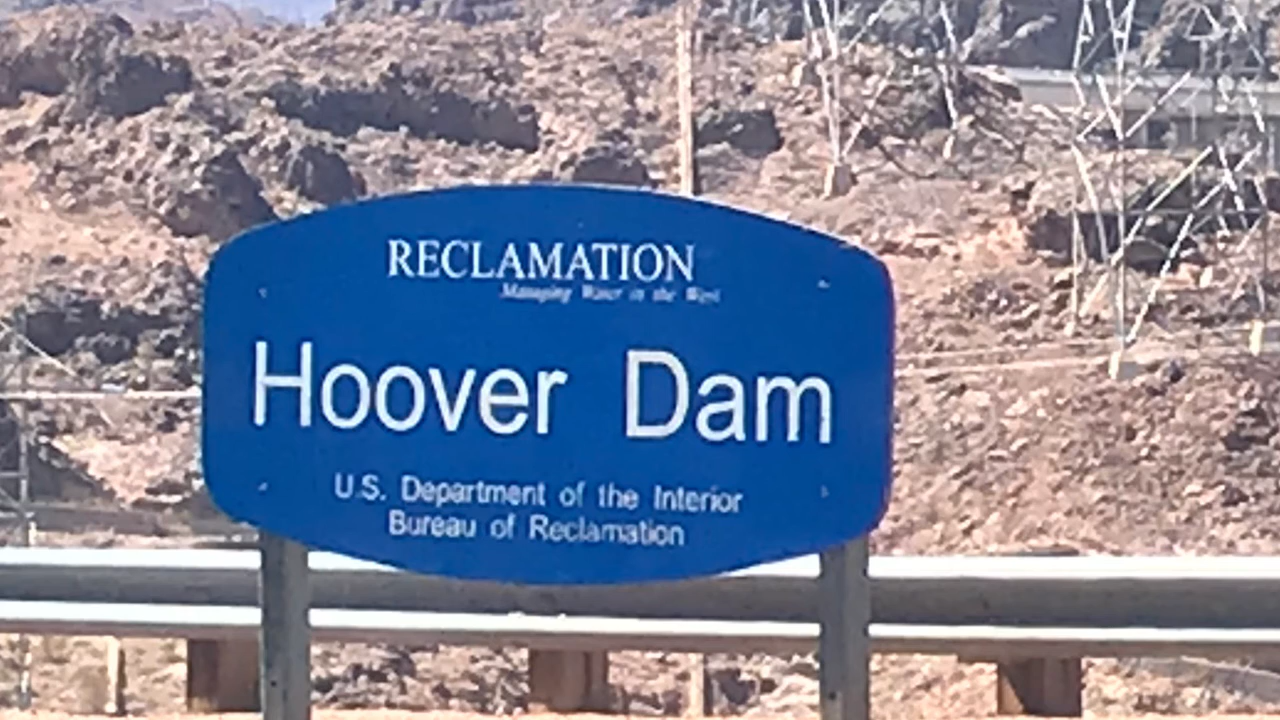 RECLAMATION
Managing Water in the West
Hoover Dam
U.S. Department of the Interior
Bureau of Reclamation